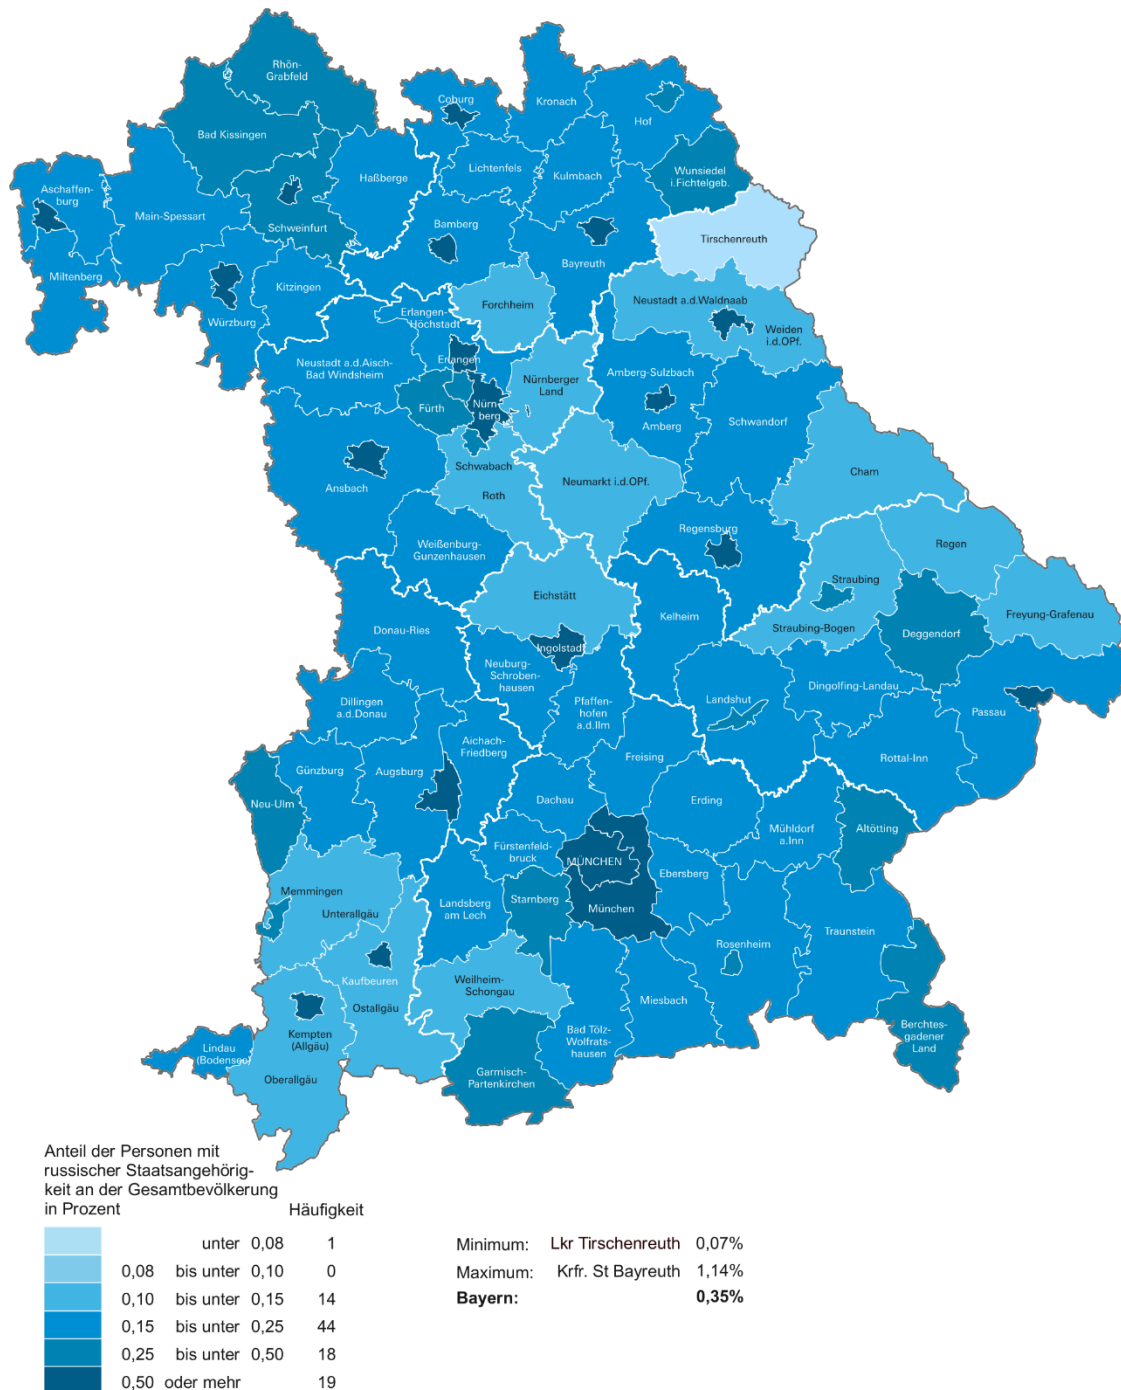 Rhön-
Grabfeld
Bad Kissingen
Coburg
Kronach
Hof
Lichtenfels
Kulmbach
Wunsiedel
i.Fichtelgeb.
Haßberge
Aschaffen-
burg
Main-Spessart
Schweinfurt
Bamberg
Bayreuth
Tirschenreuth
Miltenberg
Würzburg
Kitzingen
Forchheim
Neustadt a.d.Waldnaab
Weiden
i.d.OPf.
Erlangen-
Höchstadt
Erlangen
Neustadt a.d.Aisch-
Bad Windsheim
Fürth
Nürn-
berg
Nürnberger
Land
Amberg-Sulzbach
Amberg
Schwandorf
Cham
Ansbach
Schwabach
Roth
Neumarkt i.d.OPf.
Regensburg
Weißenburg-
Gunzenhausen
Regen
Eichstätt
Kelheim
Straubing
Straubing-Bogen
Freyung-Grafenau
Deggendorf
Donau-Ries
Ingolstadt
Neuburg-
Schroben-
hausen
Pfaffen-
hofen
a.d.Ilm
Landshut
Dingolfing-Landau
Passau
Dillingen
a.d.Donau
Aichach-
Friedberg
Freising
Rottal-Inn
Günzburg
Augsburg
Neu-Ulm
Dachau
Erding
Mühldorf
a.Inn
Altötting
Fürstenfeld-
bruck
MÜNCHEN
München
Ebersberg
Memmingen
Unterallgäu
Landsberg
am Lech
Starnberg
Rosenheim
Traunstein
Kaufbeuren
Ostallgäu
Weilheim-
Schongau
Miesbach
Bad Tölz-
Wolfrats-
hausen
Berchtes-
gadener
Land
Kempten
(Allgäu)
Lindau
(Bodensee)
Oberallgäu
Garmisch-
Partenkirchen
Anteil der Personen mit
russischer Staatsangehörig-
keit an der Gesamtbevölkerung
in Prozent Häufigkeit
unter 0,08 1
0,08 bis unter 0,10 0
0,10 bis unter 0,15 14
0,15 bis unter 0,25 44
0,25 bis unter 0,50 18
0,50 oder mehr 19
Minimum: Lkr Tirschenreuth 0,07%
Maximum: Krfr. St Bayreuth 1,14%
Bayern: 0,35%